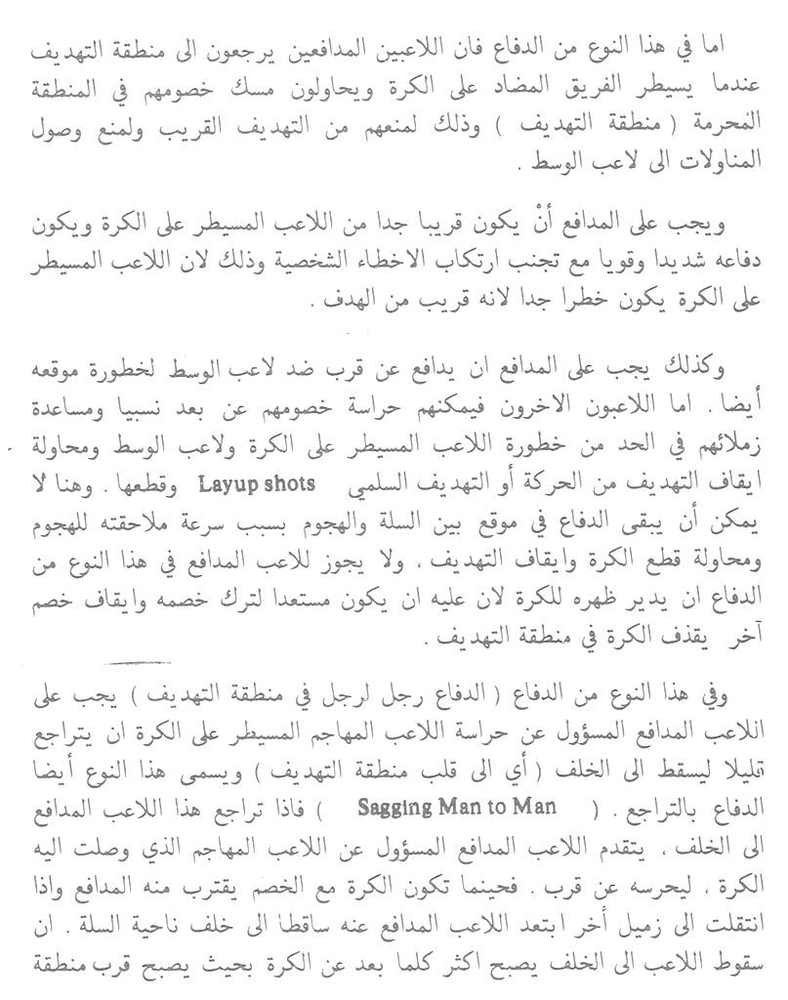 اما في هذا النوع من الدفاع فان اللاعبين المدافعين يرجعون الى منطقة التهديف
عندما يسيطر الفريق المضاد على الكرة ويحاولون مسك خصومهم في المنطقة
المحرمة ( منطقة التهديف ) وذلك لمنعهم من التهديف القريب ولمنع وصول
المناولات الى لاعب الوسط .
ويجب على المدافع أنْ يكون قريبا جدا من اللاعب المسيطر على الكرة ويكون
دفاعه شديدا وقويا مع تجنب ارتكاب الاخطاء الشخصية وذلك لان اللاعب المسيطر
على الكرة يكون خطرا جدا لانه قريب من الهدف .
وكذلك يجب على المدافع ان يدافع عن قرب ضد لاعب الوسط لخطورة موقعه
أيضا . اما اللاعبون الاخرون فيمكنهم حراسة خصومهم عن بعد نسبيا ومساعدة
زملائهم في الحد من خطورة اللاعب المسيطر على الكرة ولاعب الوسط ومحاولة
ايقاف التهديف من الحركة أو التهديف السلمي Layup shots وقطعها . وهنا لا
يمكن أن يبقى الدفاع في موقع بين السلة والهجوم بسبب سرعة ملاحقته للهجوم
ومحاولة قطع الكرة وايقاف التهديف . ولا يجوز للاعب المدافع في هذا النوع من
الدفاع ان يدير ظهره للكرة لان عليه ان يكون مستعدا لترك خصمه وايقاف خصم
آخر يقذف الكرة في منطقة التهديف .
وفي هذا النوع من الدفاع ( الدفاع رجل لرجل في منطقة التهديف ) يجب على
اللاعب المدافع المسؤول عن حراسة اللاعب المهاجم المسيطر على الكرة ان يتراجع
قليلا ليسقط الى الخلف ( أي الى قلب منطقة التهديف ) ويسمى هذا النوع أيضا
الدفاع بالتراجع . ( Sagging Man to Man ) فاذا تراجع هذا اللاعب المدافع
الى الخلف . يتقدم اللاعب المدافع المسؤول عن اللاعب المهاجم الذي وصلت اليه
الكرة . ليحرسه عن قرب . فحينما تكون الكرة مع الخصم يقترب منه المدافع واذا
انتقلت الى زميل أخر ابتعد اللاعب المدافع عنه ساقطا الى خلف ناحية السلة . ان
سقوط اللاعب الى الخلف يصبح اكثر كلما بعد عن الكرة بحيث يصبح قرب منطقة